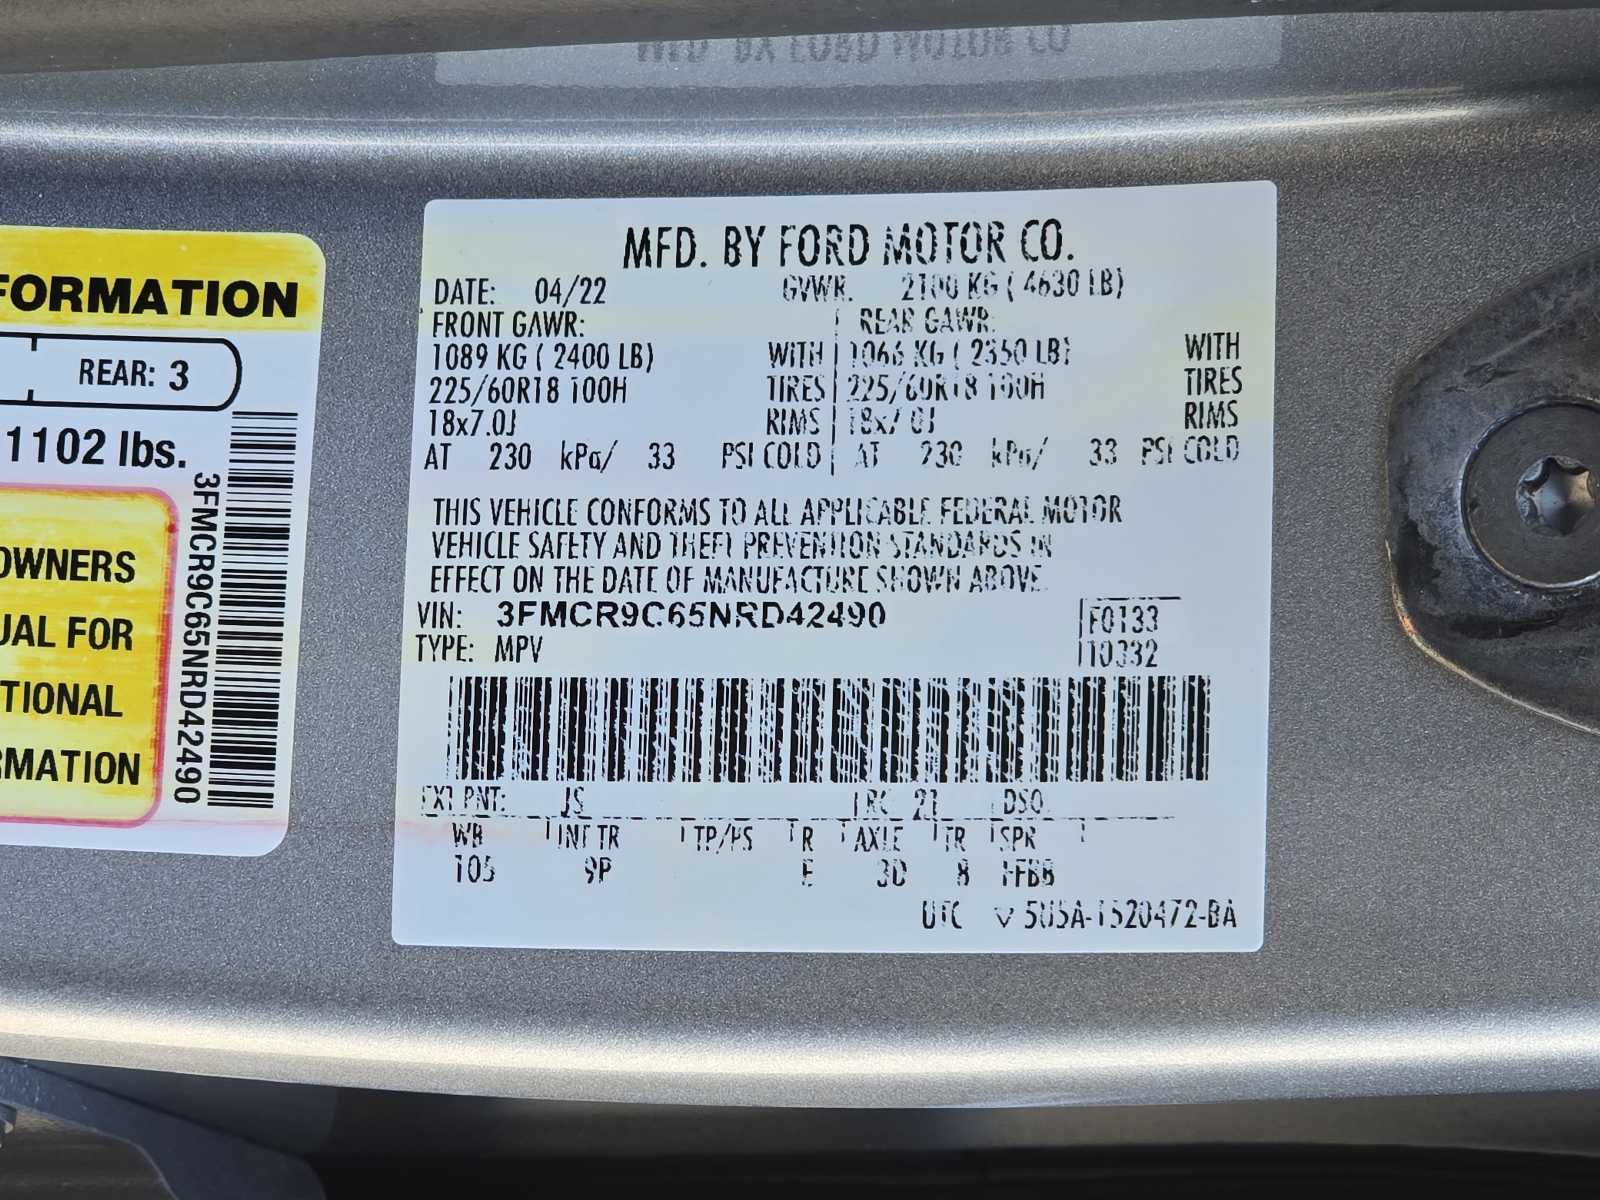 FORMATION
REAR: 3
1102 lbs.
OWNERS
UAL FOR
TIONAL
RMATION
3FMCR9C65NRD42490
MFD. BY FORD MOTOR CO.
DATE: 04/22 GVWR. 2100 KG ( 4630 LB)
FRONT GAWR: REAR GAWR:
1089 KG ( 2400 LB) WITH 1066 KG ( 2350 LB) WITH
225/60R18 100H TIRES 225/60R18 100H TIRES
18x7.0J RIMS 18x7.0J RIMS
AT 230 kPa/ 33 PSI COLD AT 230 kPa/ 33 PSI COLD
THIS VEHICLE CONFORMS TO ALL APPLICABLE FEDERAL MOTOR
VEHICLE SAFETY AND THEFT PREVENTION STANDARDS IN
EFFECT ON THE DATE OF MANUFACTURE SHOWN ABOVE.
VIN: 3FMCR9C65NRD42490 F0133
TYPE: MPV 10332
EXT PNT: JS RC: 21 DSO:
WB INT TR TP/PS R AXLE TR SPR
105 9P E 3D 8 FFBB
UTC ▽ 5U5A-1520472-BA